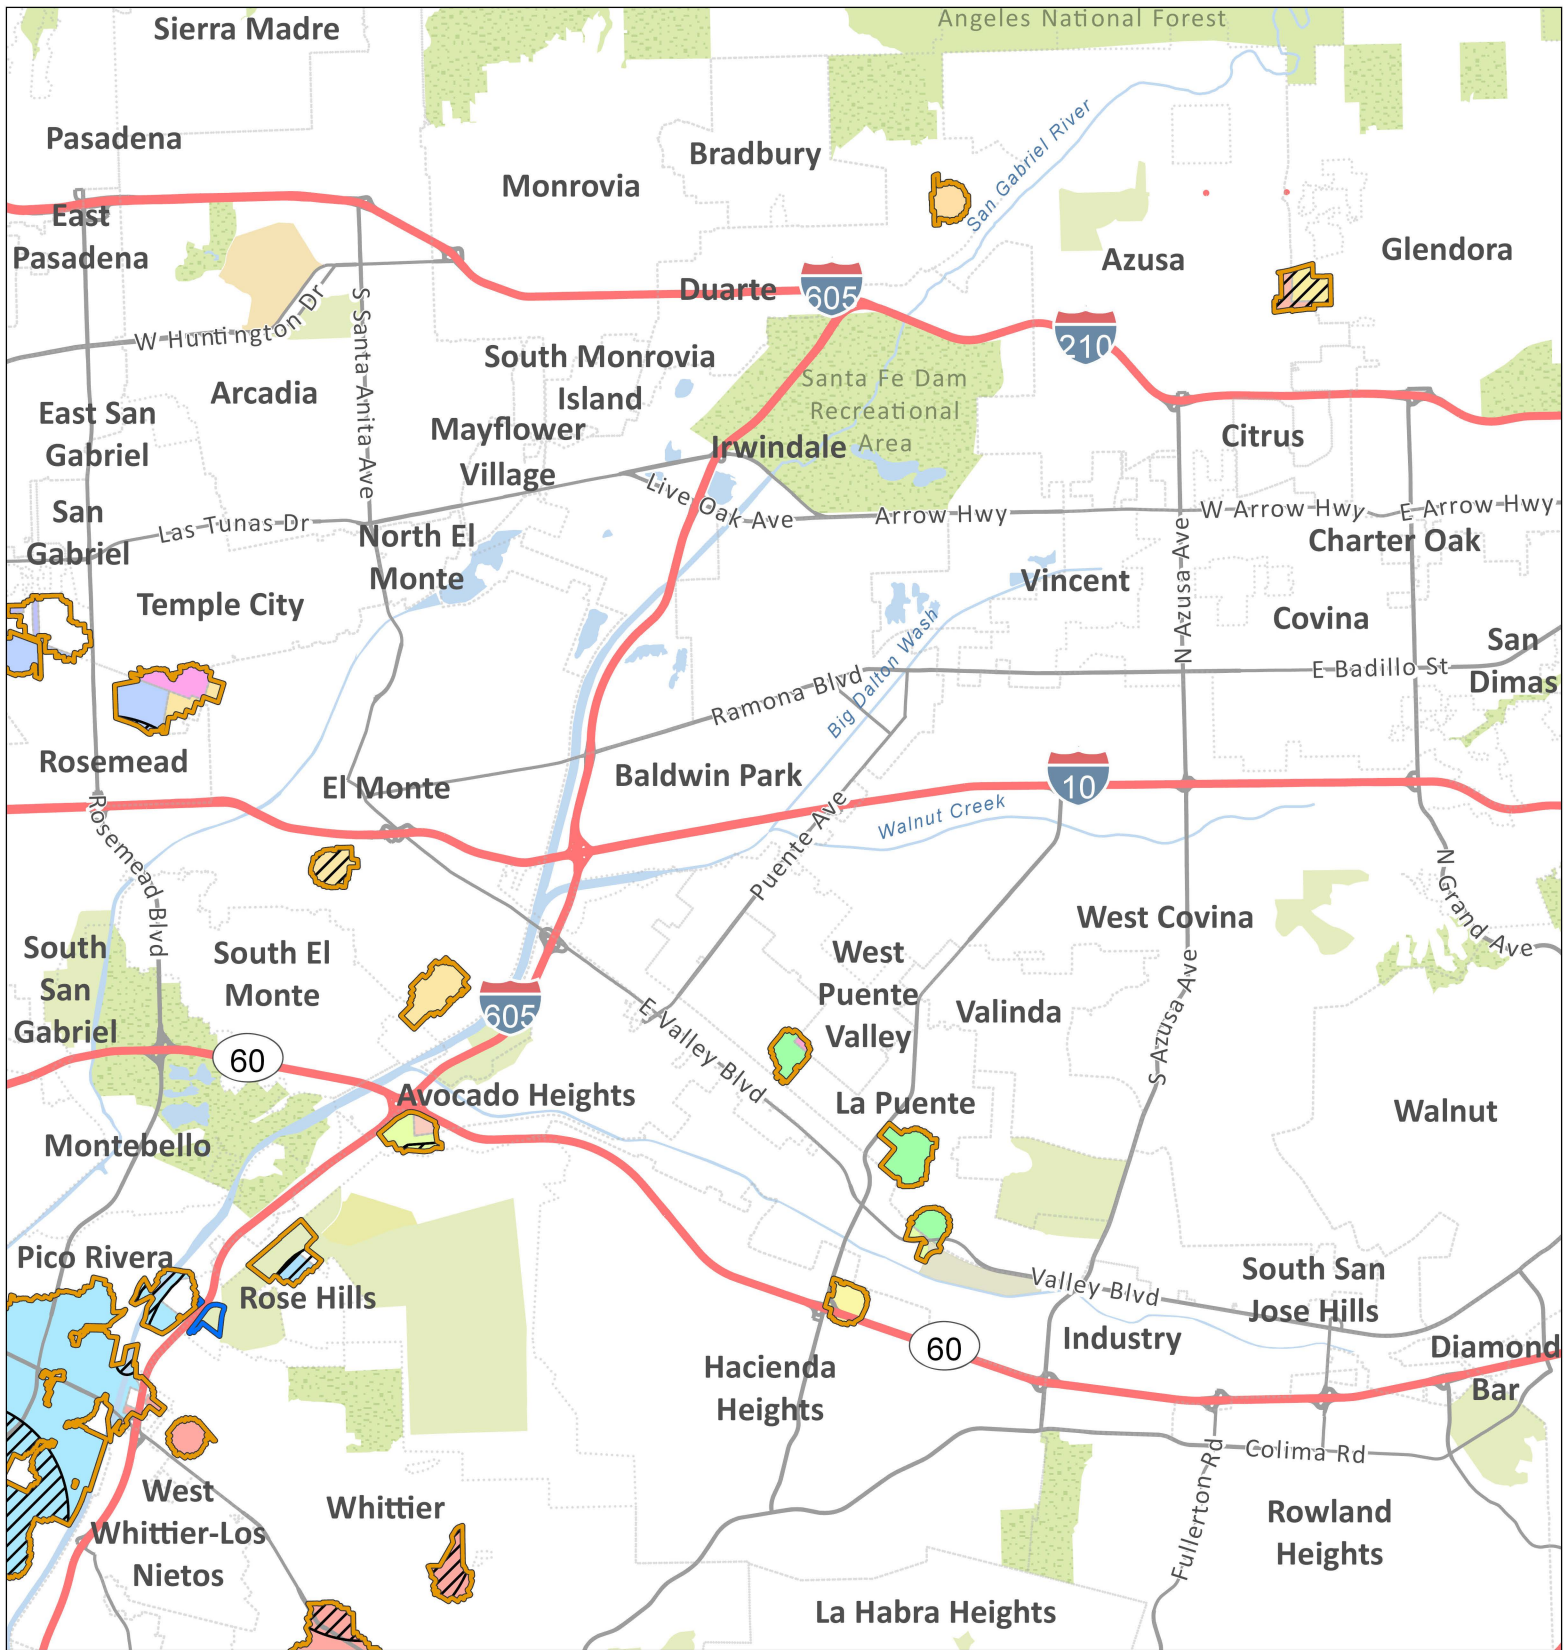 Angeles National Forest
Sierra Madre
San Gabriel River
Pasadena
Bradbury
Monrovia
East
Pasadena
Azusa
Glendora
Duarte
605
210
W Huntington Dr
S Santa Anita Ave
South Monrovia
Island
Santa Fe Dam
Recreational
Area
Arcadia
East San
Gabriel
Mayflower
Village
Irwindale
Citrus
San
Gabriel
Las Tunas Dr
Live Oak Ave
Arrow Hwy
W Arrow Hwy
E Arrow Hwy
North El
Monte
Charter Oak
N Azusa Ave
Vincent
Temple City
Covina
Big Dalton Wash
San
Dimas
Ramona Blvd
E Badillo St
Rosemead
El Monte
Baldwin Park
10
Walnut Creek
Rosemead Blvd
Puente Ave
N Grand Ave
West Covina
South
San
Gabriel
South El
Monte
West
Puente
Valley
Valinda
S Azusa Ave
605
E Valley Blvd
60
Avocado Heights
La Puente
Walnut
Montebello
Pico Rivera
Rose Hills
Valley Blvd
South San
Jose Hills
Industry
60
Diamond
Bar
Hacienda
Heights
Colima Rd
Fullerton Rd
West
Whittier-Los
Nietos
Whittier
Rowland
Heights
La Habra Heights